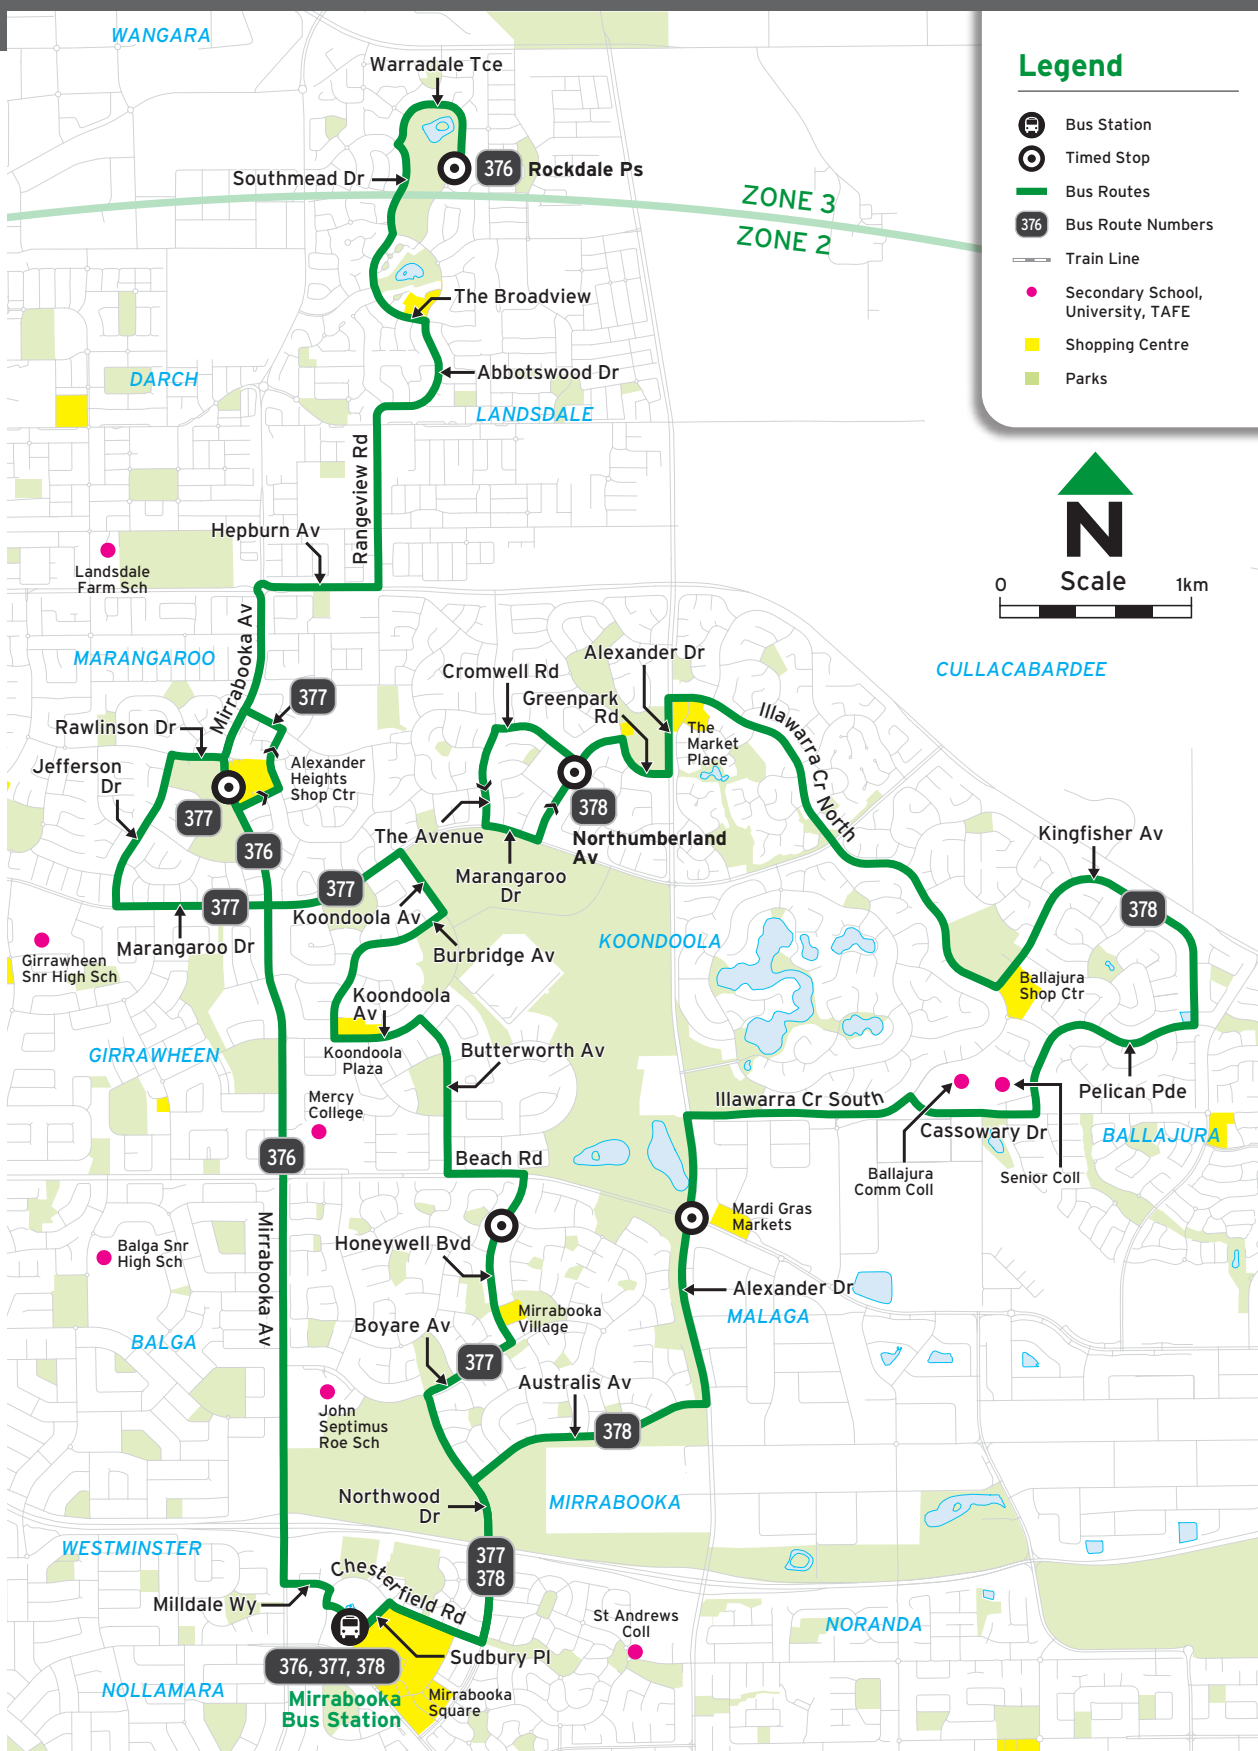 WANGARA
Warradale Tce
Legend
Bus Station
Timed Stop
Bus Routes
376
Bus Route Numbers
Train Line
Secondary School,
University, TAFE
Shopping Centre
Parks
376
Rockdale Ps
Southmead Dr
ZONE 3
ZONE 2
The Broadview
Abbotswood Dr
DARCH
LANDSDALE
Rangeview Rd
N
0
Scale
1km
Hepburn Av
Landsdale
Farm Sch
Mirrabooka Av
MARANGAROO
CULLACABARDEE
Alexander Dr
Cromwell Rd
Greenpark
Rd
377
Rawlinson Dr
The
Market
Place
Illawarra Cr North
Jefferson
Dr
Alexander
Heights
Shop Ctr
377
378
The Avenue
Northumberland
Av
Kingfisher Av
376
Marangaroo
Dr
377
377
Koondoola Av
378
Marangaroo Dr
Burbridge Av
KOONDOOLA
Girrawheen
Snr High Sch
Koondoola
Av
Ballajura
Shop Ctr
Koondoola
Plaza
Butterworth Av
GIRRAWHEEN
Pelican Pde
Mercy
College
Illawarra Cr South
Cassowary Dr
BALLAJURA
376
Beach Rd
Ballajura
Comm Coll
Senior Coll
Mardi Gras
Markets
Mirrabooka Av
Honeywell Bvd
Balga Snr
High Sch
Alexander Dr
Mirrabooka
Village
MALAGA
Boyare Av
BALGA
377
Australis Av
John
Septimus
Roe Sch
378
Northwood
Dr
MIRRABOOKA
WESTMINSTER
377
378
Chesterfield Rd
Milldale Wy
St Andrews
Coll
NORANDA
376, 377, 378
Sudbury Pl
NOLLAMARA
Mirrabooka
Bus Station
Mirrabooka
Square